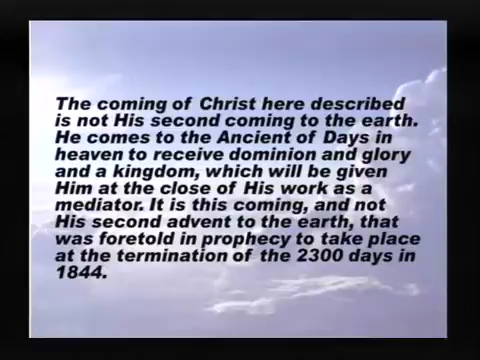 The coming of Christ here described
is not His second coming to the earth.
He comes to the Ancient of Days in
heaven to receive dominion and glory
and a kingdom, which will be given
Him at the close of His work as a
mediator. It is this coming, and not
His second advent to the earth, that
was foretold in prophecy to take place
at the termination of the 2300 days in
1844.